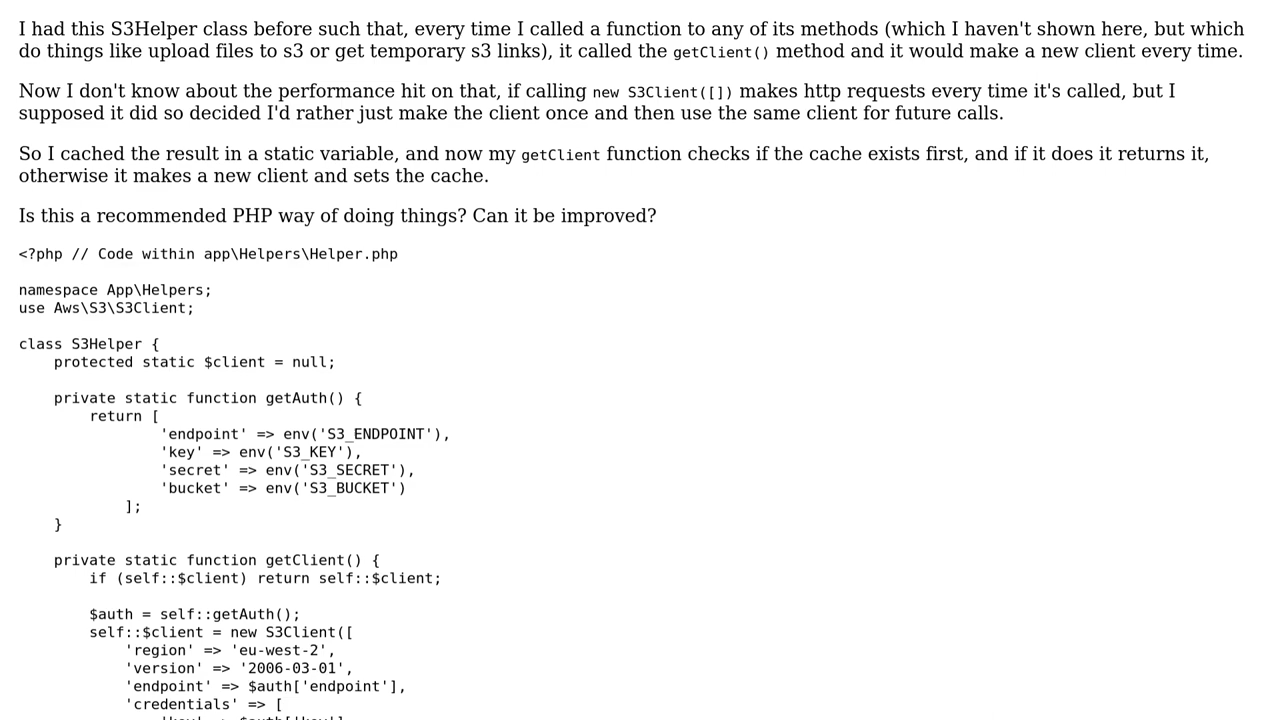 I had this S3Helper class before such that, every time I called a function to any of its methods (which I haven't shown here, but which
do things like upload files to s3 or get temporary s3 links), it called the getClient() method and it would make a new client every time.
Now I don't know about the performance hit on that, if calling new S3Client([]) makes http requests every time it's called, but I
supposed it did so decided I'd rather just make the client once and then use the same client for future calls.
So I cached the result in a static variable, and now my getClient function checks if the cache exists first, and if it does it returns it,
otherwise it makes a new client and sets the cache.
Is this a recommended PHP way of doing things? Can it be improved?
<?php // Code within app\Helpers\Helper.php
namespace App\Helpers;
use Aws\S3\S3Client;
class S3Helper {
    protected static $client = null;
    private static function getAuth() {
        return [
                'endpoint' => env('S3_ENDPOINT'),
                'key' => env('S3_KEY'),
                'secret' => env('S3_SECRET'),
                'bucket' => env('S3_BUCKET')
            ];
    }
    private static function getClient() {
        if (self::$client) return self::$client;
        $auth = self::getAuth();
        self::$client = new S3Client([
            'region' => 'eu-west-2',
            'version' => '2006-03-01',
            'endpoint' => $auth['endpoint'],
            'credentials' => [